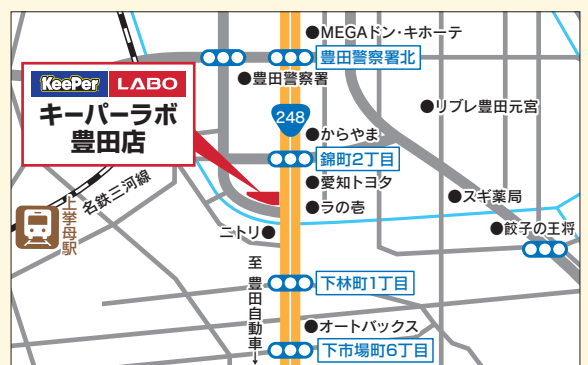 ●MEGAドン・キホーテ
豊田警察署北
●豊田警察署
KeePer LABO
キーパーラボ
豊田店
248
●リブレ豊田元宮
●からやま
錦町2丁目
●愛知トヨタ
●ラの壱
●スギ薬局
●餃子の王将
名鉄三河線
上挙母駅
ニトリ●
至 豊田自動車→
下林町1丁目
●オートバックス
下市場町6丁目